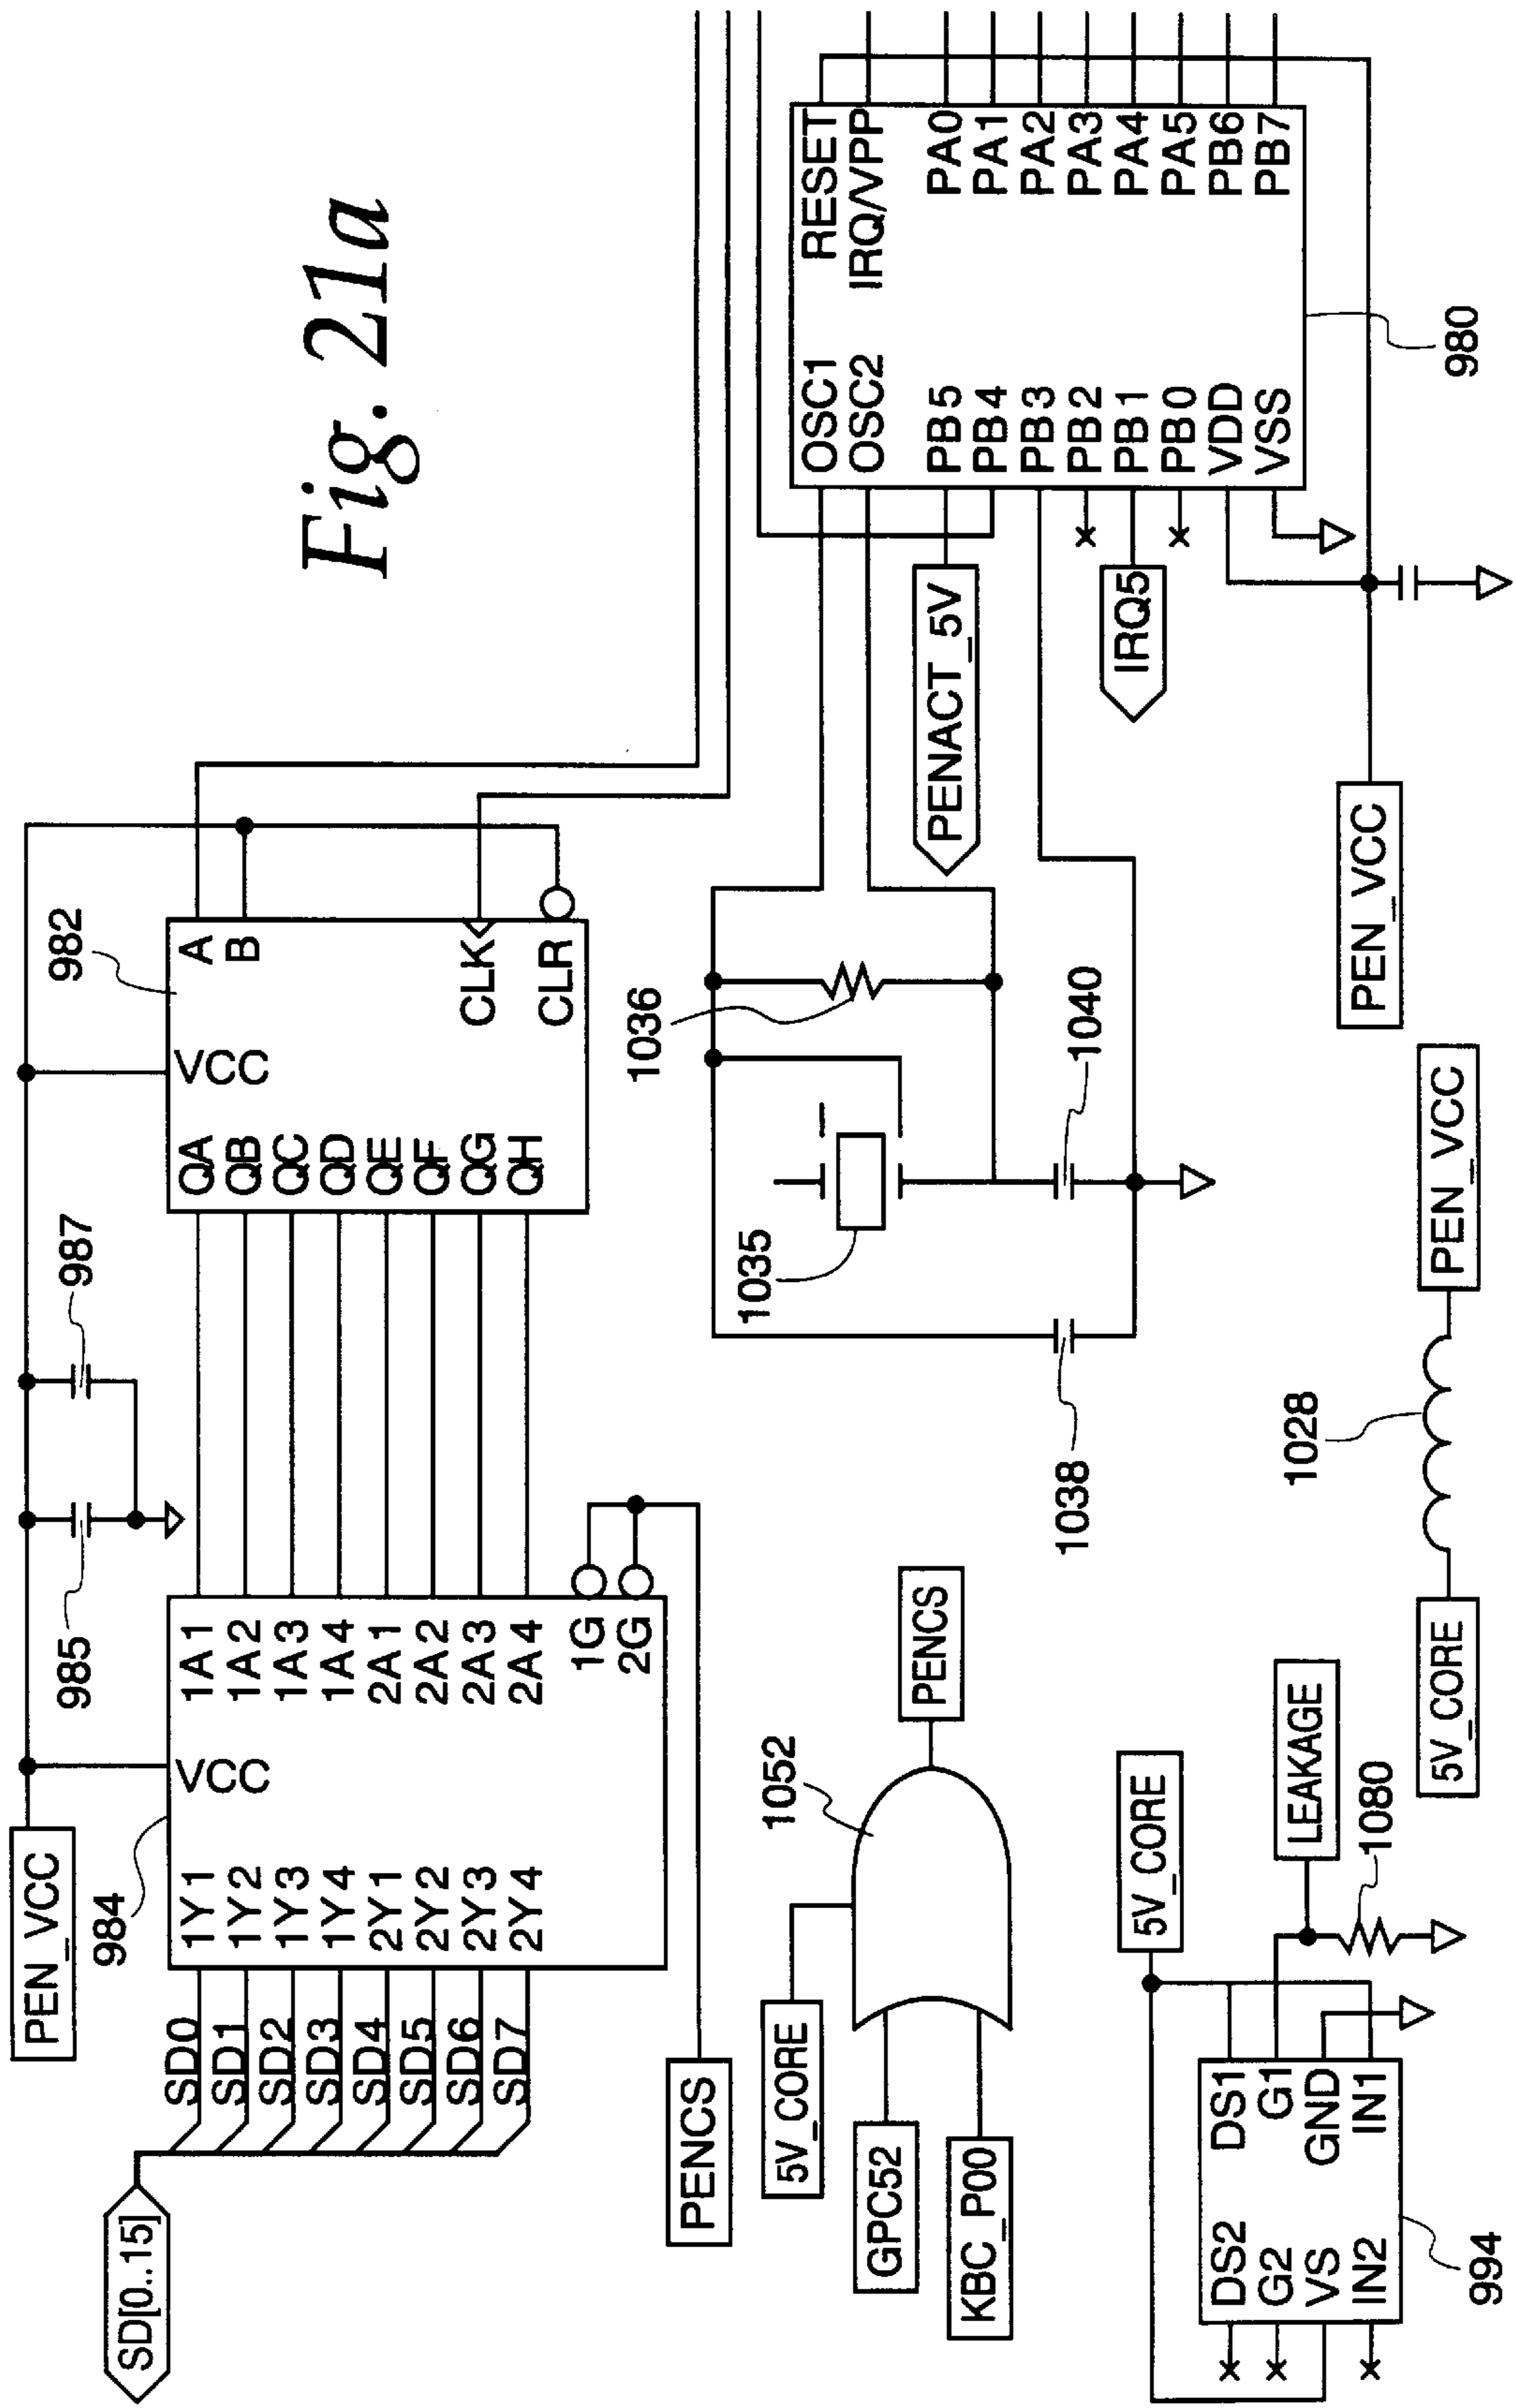 Fig. 21a
SD[0..15]
SD0
SD1
SD2
SD3
SD4
SD5
SD6
SD7
PEN_VCC
984
VCC
1Y1
1Y2
1Y3
1Y4
2Y1
2Y2
2Y3
2Y4
1A1
1A2
1A3
1A4
2A1
2A2
2A3
2A4
1G
2G
PENCS
985
987
982
VCC
QA
QB
QC
QD
QE
QF
QG
QH
A
B
CLK
CLR
5V_CORE
GPC52
KBC_P00
1052
PENCS
1035
1036
1038
1040
PENACT_5V
IRQ5
OSC1
OSC2
PB5
PB4
PB3
PB2
PB1
PB0
VDD
VSS
RESET
IRQ/VPP
PA0
PA1
PA2
PA3
PA4
PA5
PB6
PB7
980
PEN_VCC
DS2
G2
VS
IN2
DS1
G1
GND
IN1
994
5V_CORE
LEAKAGE
1080
5V_CORE
1028
PEN_VCC